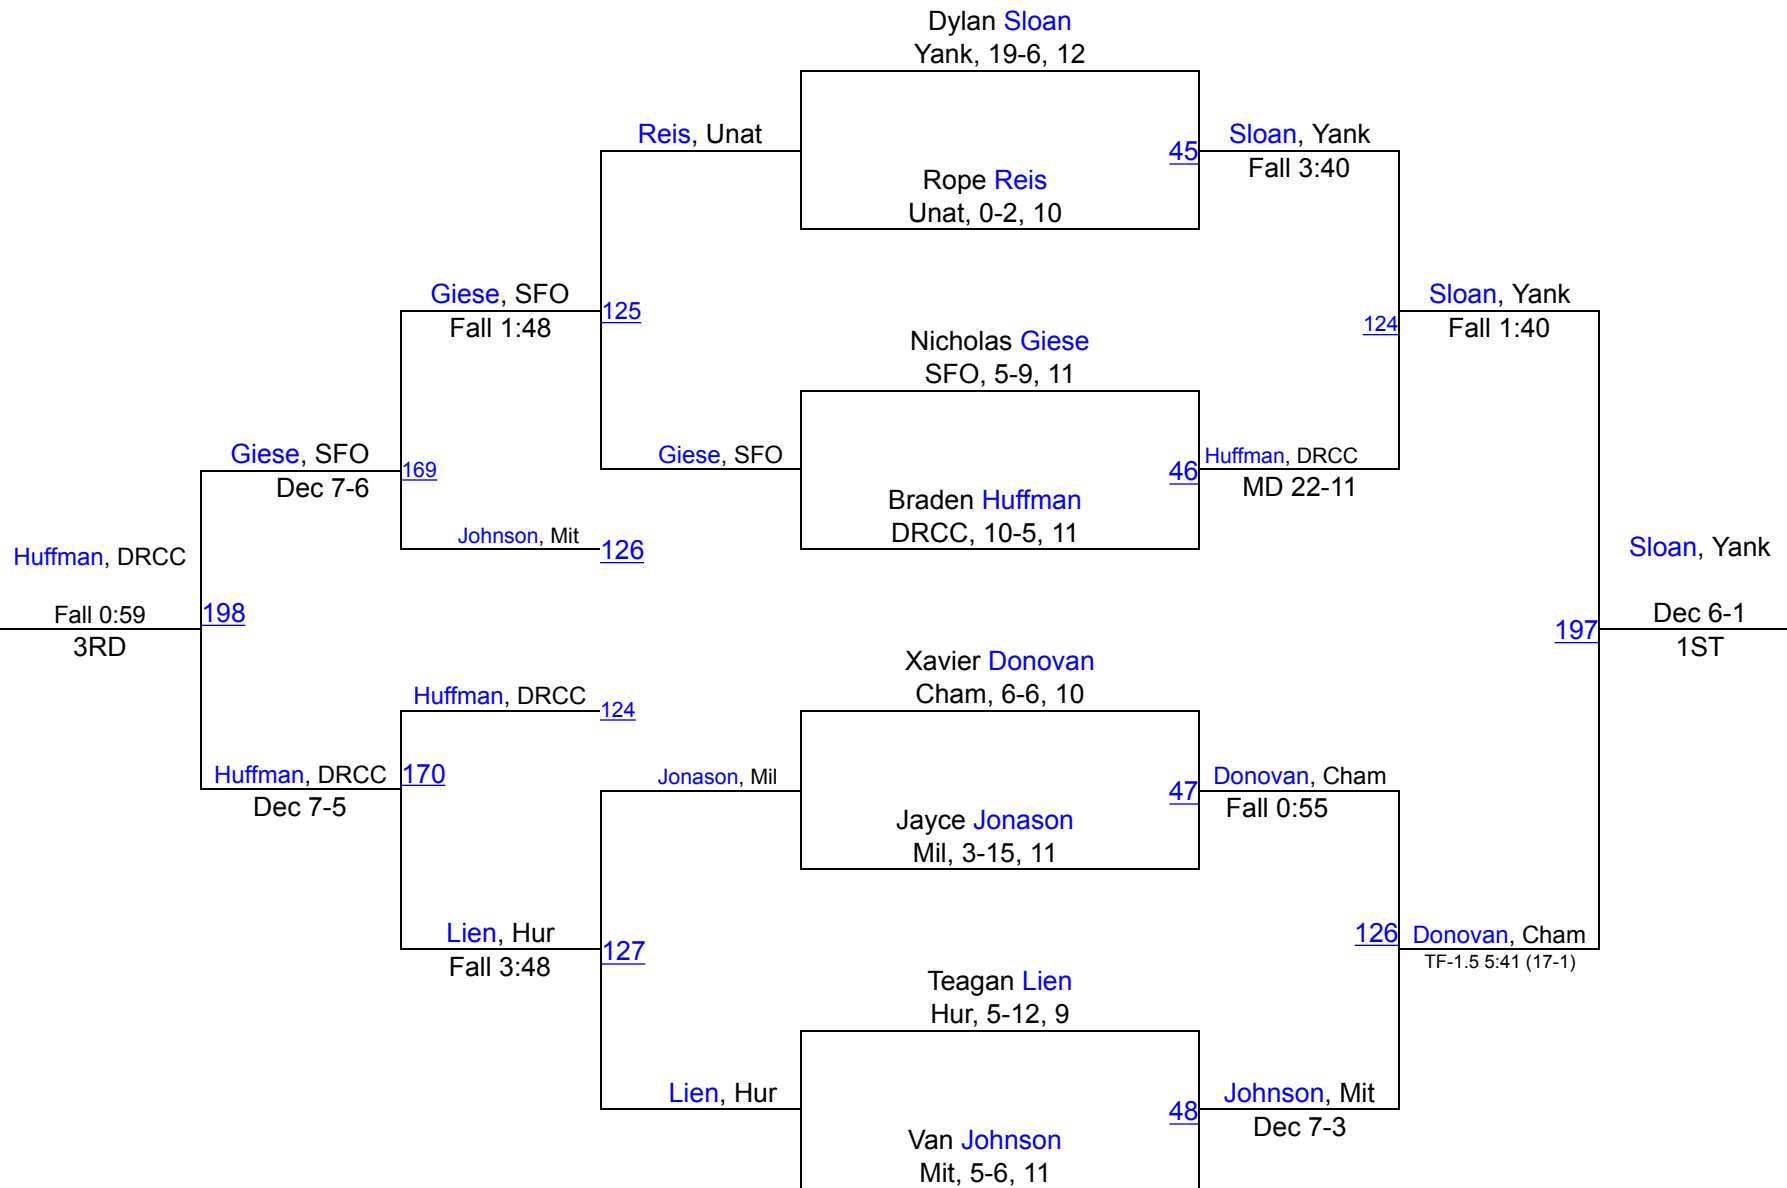 Dylan Sloan
Yank, 19-6, 12
Reis, Unat
45
Sloan, Yank
Fall 3:40
Rope Reis
Unat, 0-2, 10
Giese, SFO
Fall 1:48
125
Sloan, Yank
Fall 1:40
124
Nicholas Giese
SFO, 5-9, 11
Giese, SFO
Dec 7-6
169
Giese, SFO
46
Huffman, DRCC
MD 22-11
Braden Huffman
DRCC, 10-5, 11
Johnson, Mit
126
Huffman, DRCC
Fall 0:59
3RD
198
Sloan, Yank
Dec 6-1
1ST
197
Xavier Donovan
Cham, 6-6, 10
Huffman, DRCC
124
Huffman, DRCC
Dec 7-5
170
Jonason, Mil
47
Donovan, Cham
Fall 0:55
Jayce Jonason
Mil, 3-15, 11
Lien, Hur
Fall 3:48
127
126
Donovan, Cham
TF-1.5 5:41 (17-1)
Teagan Lien
Hur, 5-12, 9
Lien, Hur
48
Johnson, Mit
Dec 7-3
Van Johnson
Mit, 5-6, 11